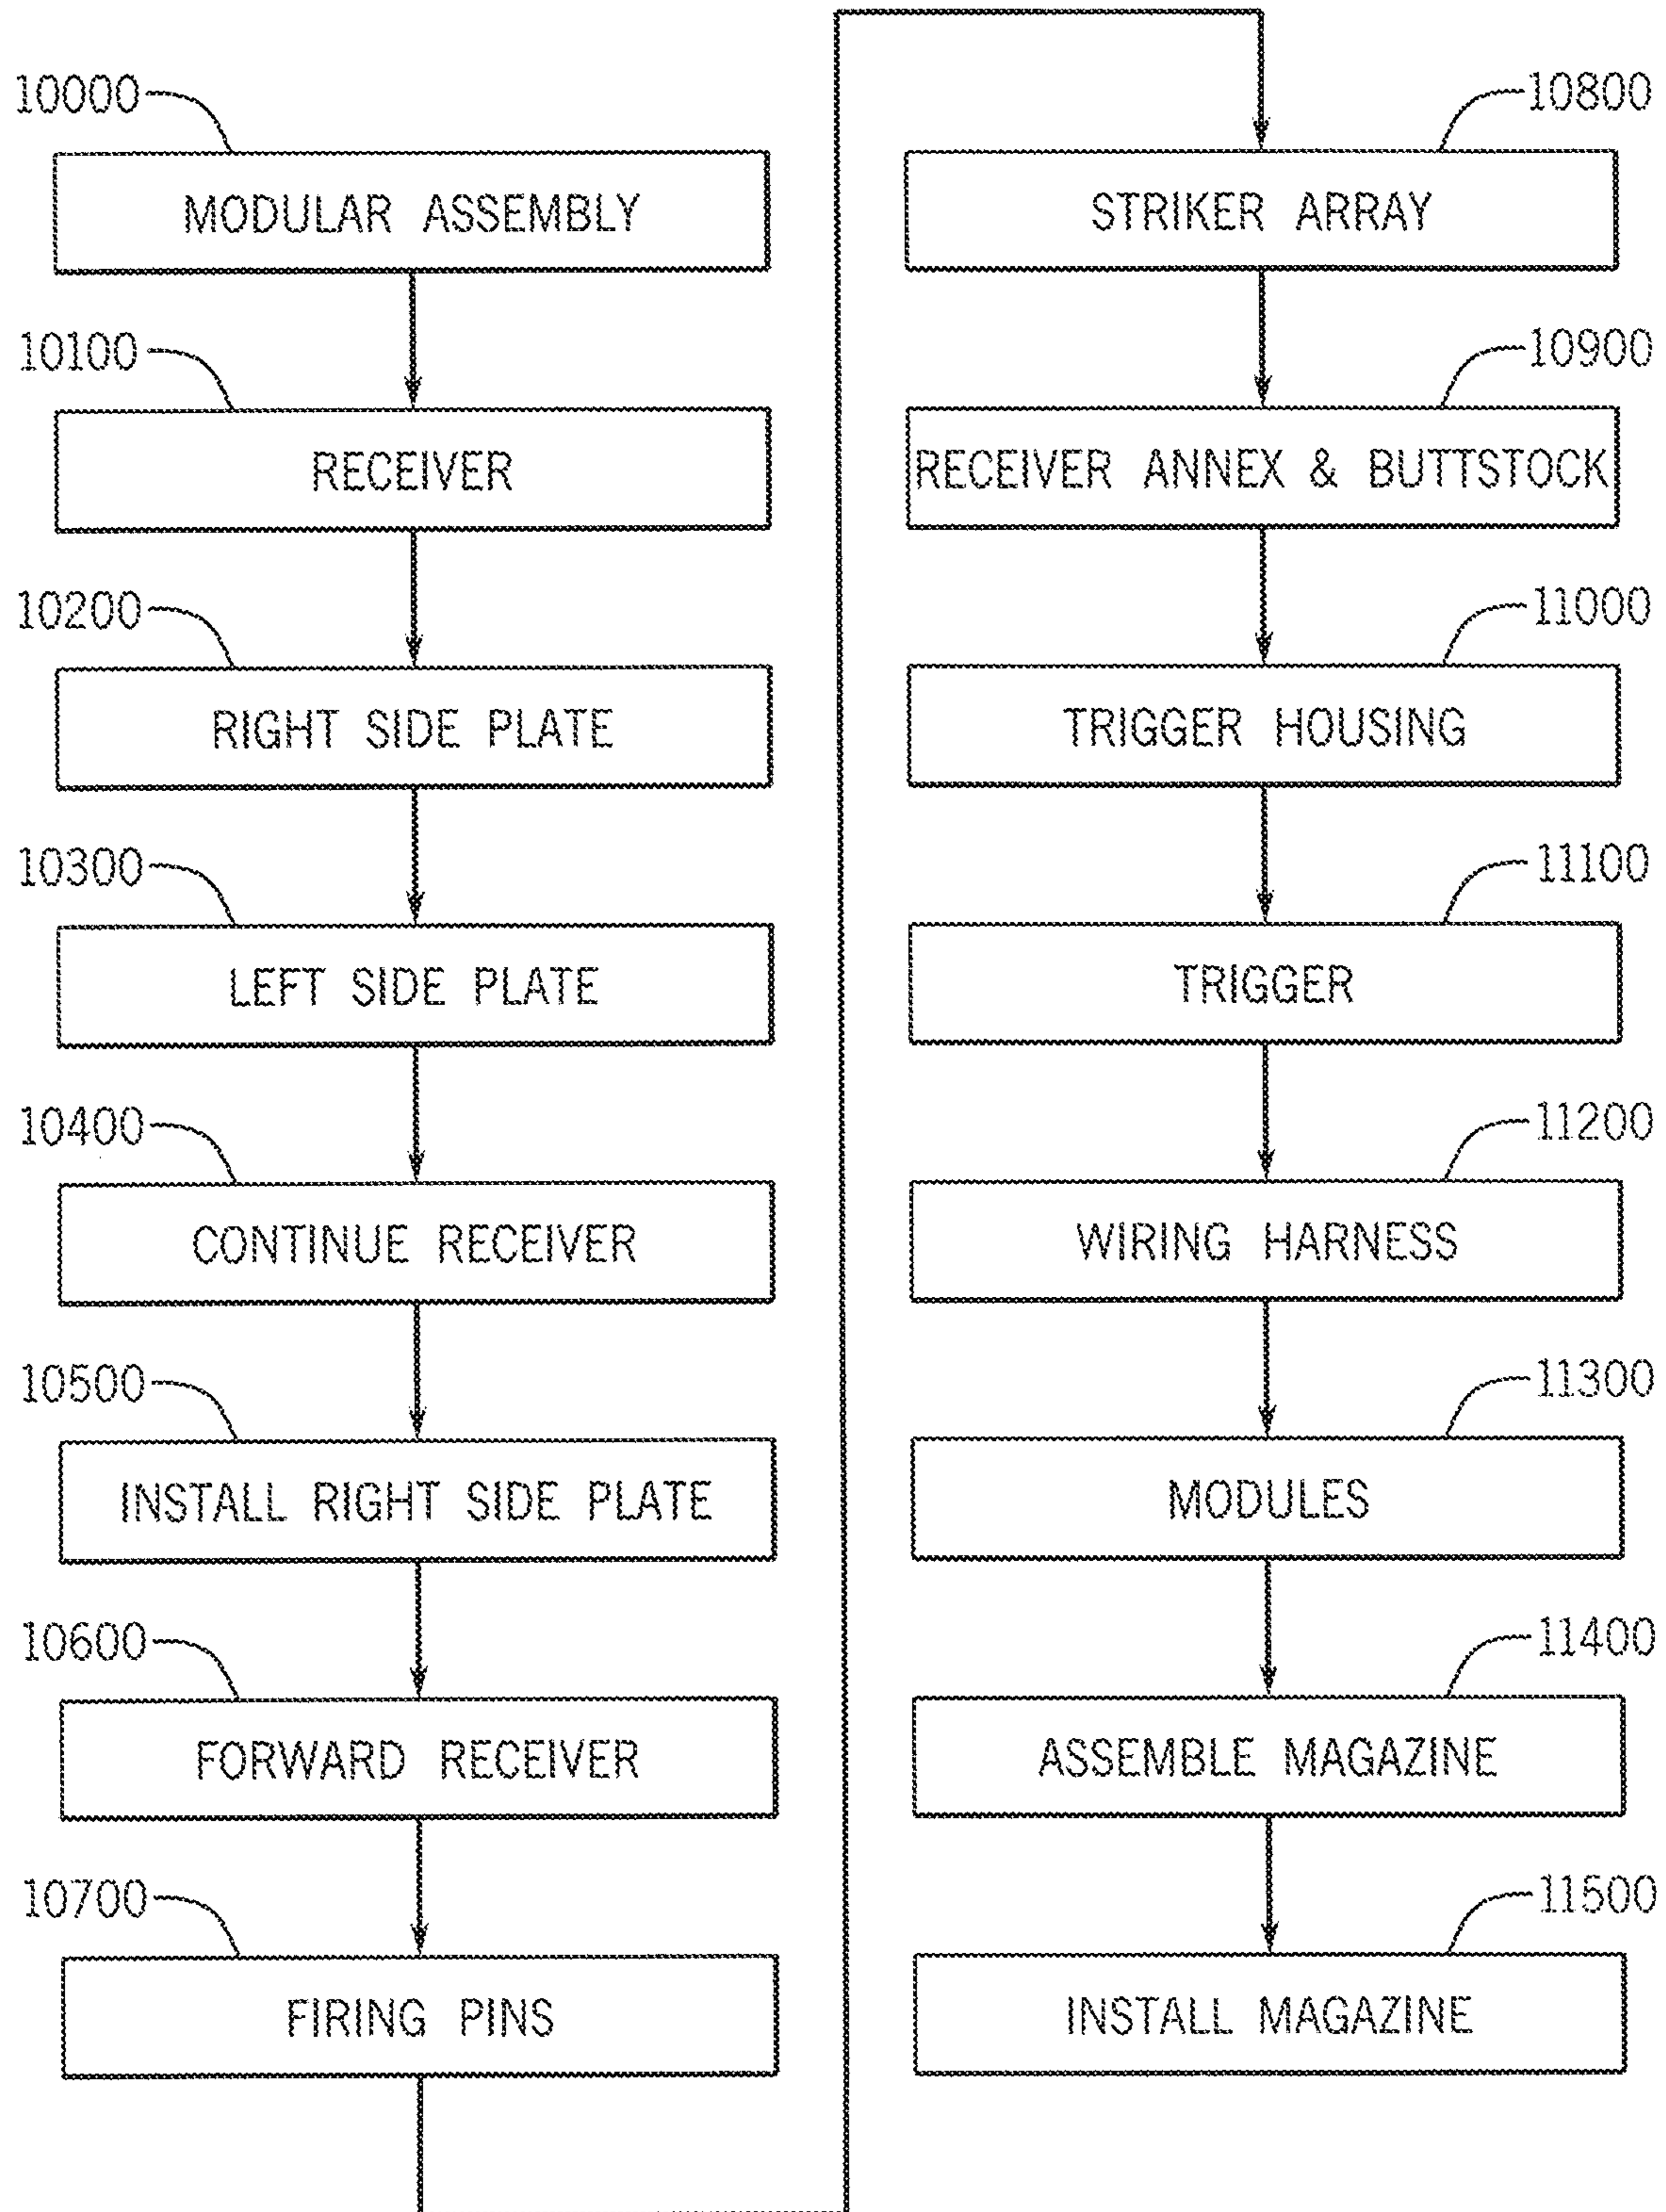 10000
MODULAR ASSEMBLY
10100
RECEIVER
10200
RIGHT SIDE PLATE
10300
LEFT SIDE PLATE
10400
CONTINUE RECEIVER
10500
INSTALL RIGHT SIDE PLATE
10600
FORWARD RECEIVER
10700
FIRING PINS
10800
STRIKER ARRAY
10900
RECEIVER ANNEX & BUTTSTOCK
11000
TRIGGER HOUSING
11100
TRIGGER
11200
WIRING HARNESS
11300
MODULES
11400
ASSEMBLE MAGAZINE
11500
INSTALL MAGAZINE